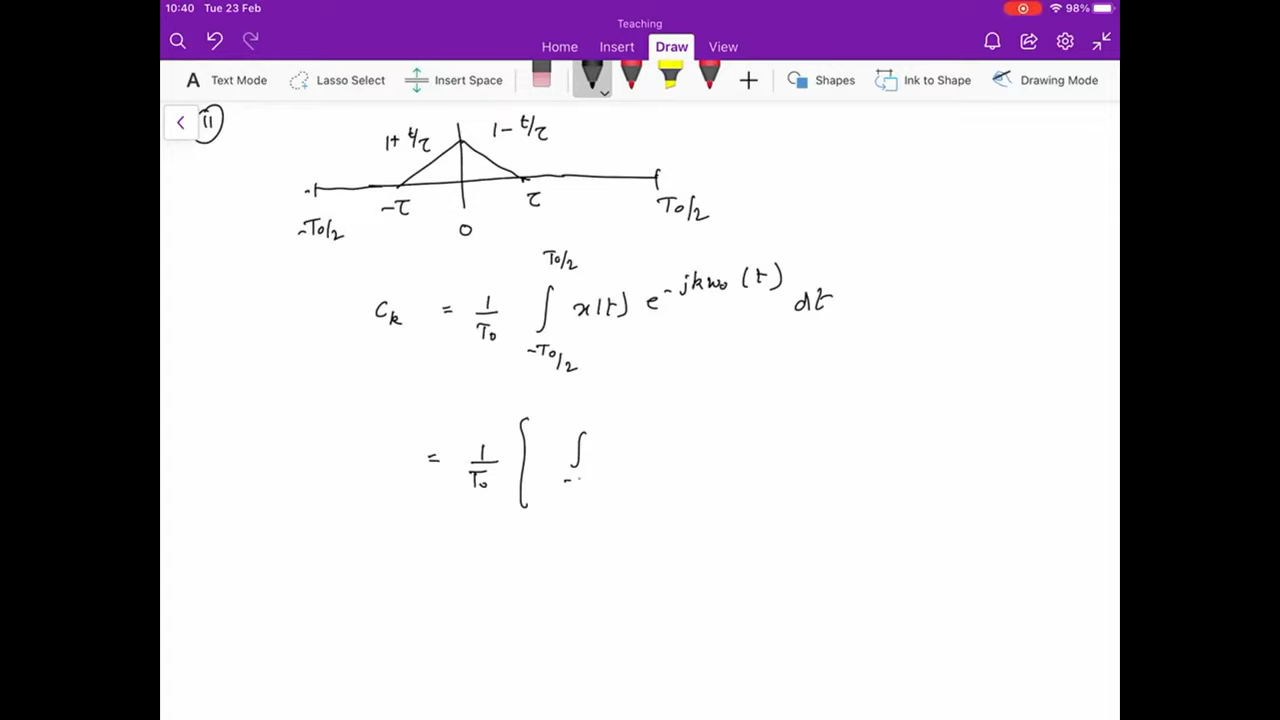 10:40 Tue 23 Feb 98%
Teaching
Home Insert Draw View
A Text Mode Lasso Select Insert Space Shapes Ink to Shape Drawing Mode
11
1+ t/τ 1 - t/τ
-T0/2 -τ 0 τ T0/2
Ck = 1/T0 ∫_{-T0/2}^{T0/2} x(t) e^{-jkω0 (t)} dt
= 1/T0 [ ∫_-